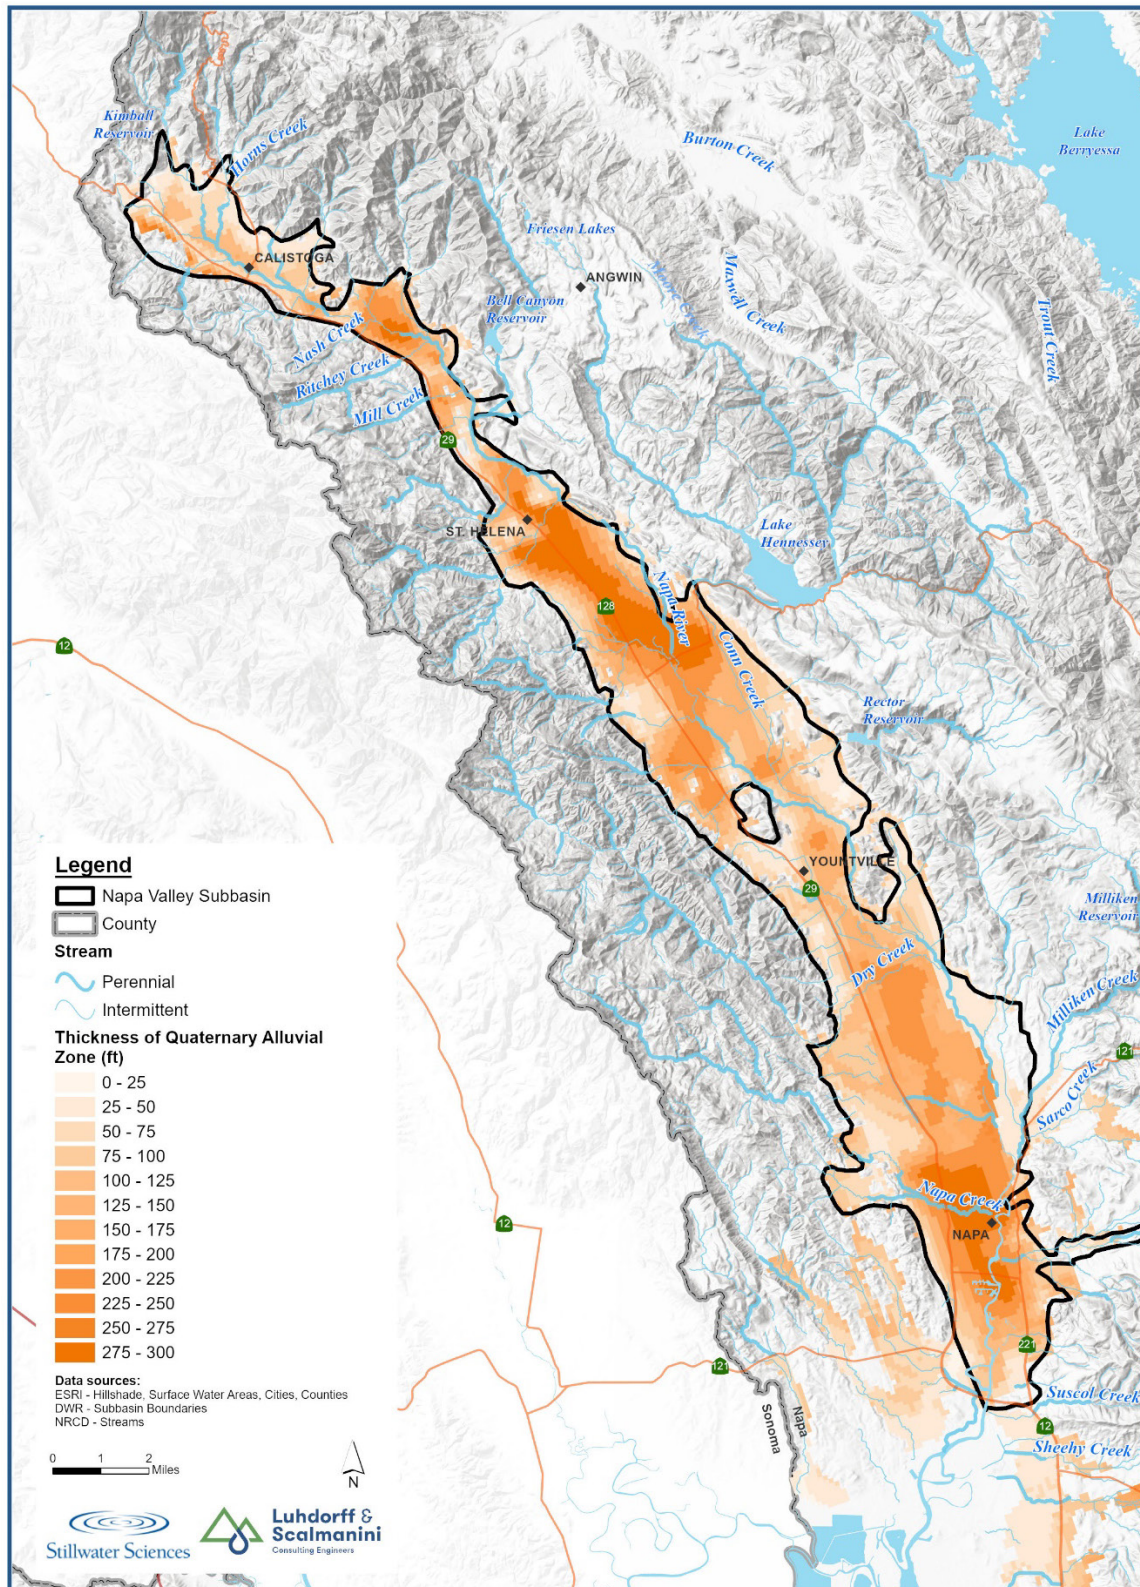 Kimball
Reservoir
Horns Creek
Burton Creek
Lake
Berryessa
CALISTOGA
Friesen Lakes
ANGWIN
Moore Creek
Maxwell Creek
Trout Creek
Bell Canyon
Reservoir
Nash Creek
Ritchey Creek
Mill Creek
29
ST. HELENA
Lake
Hennessey
128
Napa River
Conn Creek
12
Rector
Reservoir
YOUNTVILLE
29
Milliken
Reservoir
Dry Creek
Milliken Creek
121
Sarco Creek
Napa Creek
NAPA
12
221
121
Suscol Creek
12
Sheehy Creek
Napa
Sonoma
Legend
Napa Valley Subbasin
County
Stream
Perennial
Intermittent
Thickness of Quaternary Alluvial
Zone (ft)
0 - 25
25 - 50
50 - 75
75 - 100
100 - 125
125 - 150
150 - 175
175 - 200
200 - 225
225 - 250
250 - 275
275 - 300
Data sources:
ESRI - Hillshade, Surface Water Areas, Cities, Counties
DWR - Subbasin Boundaries
NRCD - Streams
0 1 2
Miles
N
Stillwater Sciences
Luhdorff &
Scalmanini
Consulting Engineers